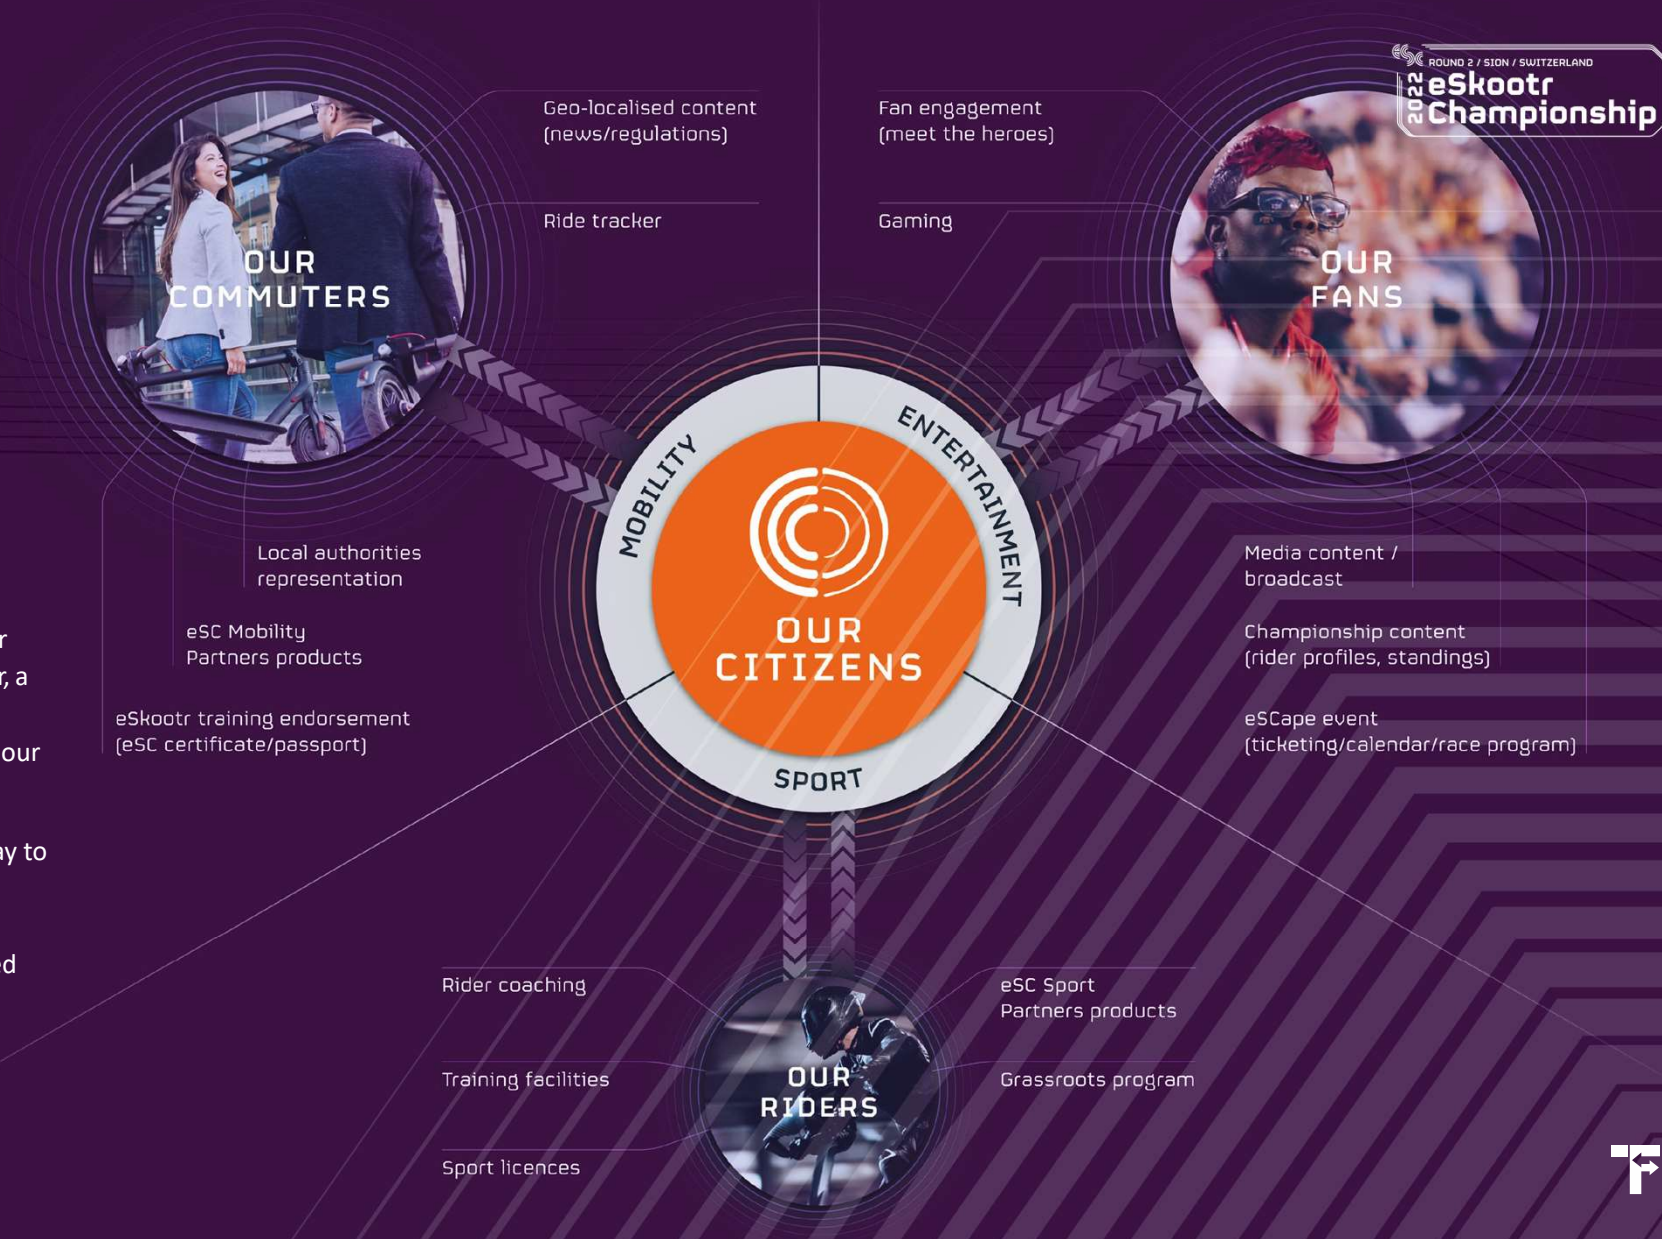 ROUND 2 / SION / SWITZERLAND
2022
eSkootr
Championship
Geo-localised content
(news/regulations)
Ride tracker
Fan engagement
(meet the heroes)
Gaming
OUR
COMMUTERS
OUR
FANS
MOBILITY
ENTERTAINMENT
SPORT
OUR
CITIZENS
Local authorities
representation
eSC Mobility
Partners products
eSkootr training endorsement
(eSC certificate/passport)
Media content /
broadcast
Championship content
(rider profiles, standings)
eSCape event
(ticketing/calendar/race program)
r, a
our
to
Rider coaching
Training facilities
Sport licences
OUR
RIDERS
eSC Sport
Partners products
Grassroots program